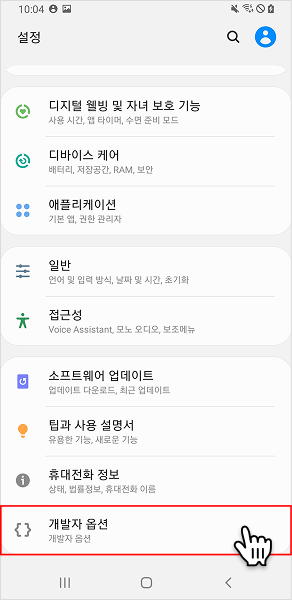 10:04
설정
디지털 웰빙 및 자녀 보호 기능
사용 시간, 앱 타이머, 수면 준비 모드
디바이스 케어
배터리, 저장공간, RAM, 보안
애플리케이션
기본 앱, 권한 관리자
일반
언어 및 입력 방식, 날짜 및 시간, 초기화
접근성
Voice Assistant, 모노 오디오, 보조메뉴
소프트웨어 업데이트
업데이트 다운로드, 최근 업데이트
팁과 사용 설명서
유용한 기능, 새로운 기능
휴대전화 정보
상태, 법률정보, 휴대전화 이름
개발자 옵션
개발자 옵션